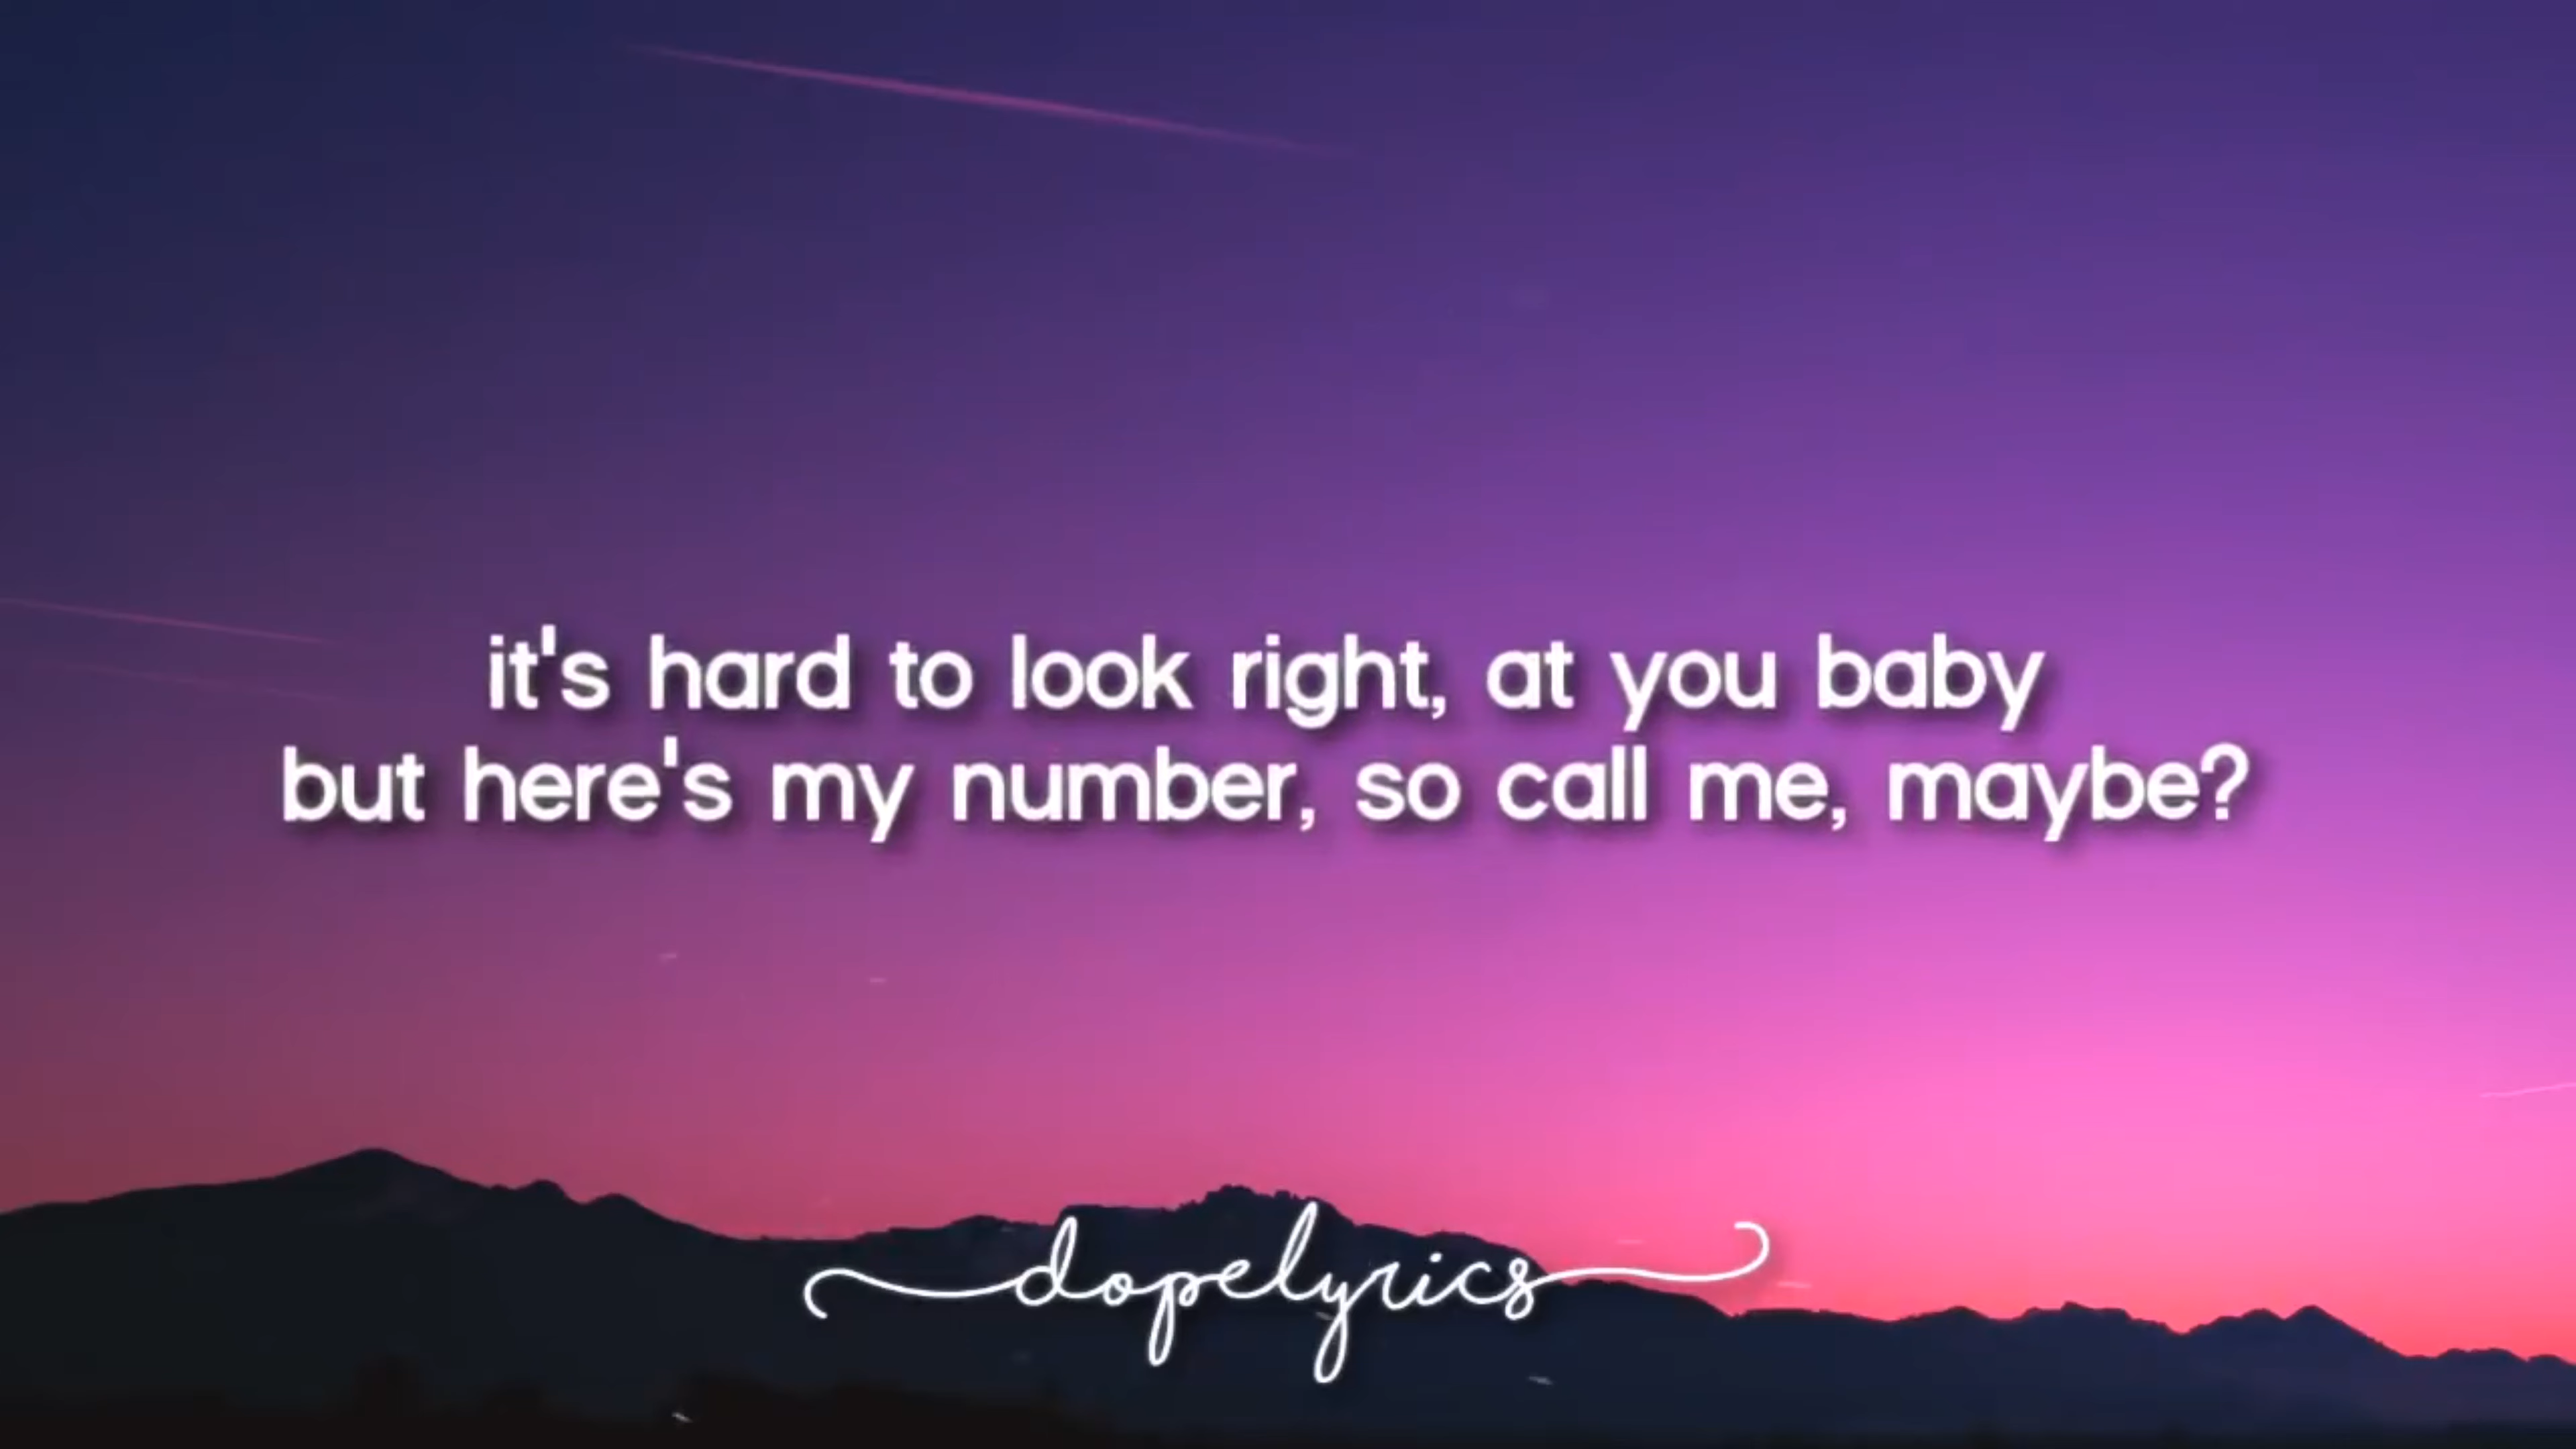 it's hard to look right, at you baby
but here's my number, so call me, maybe?
dopelyrics